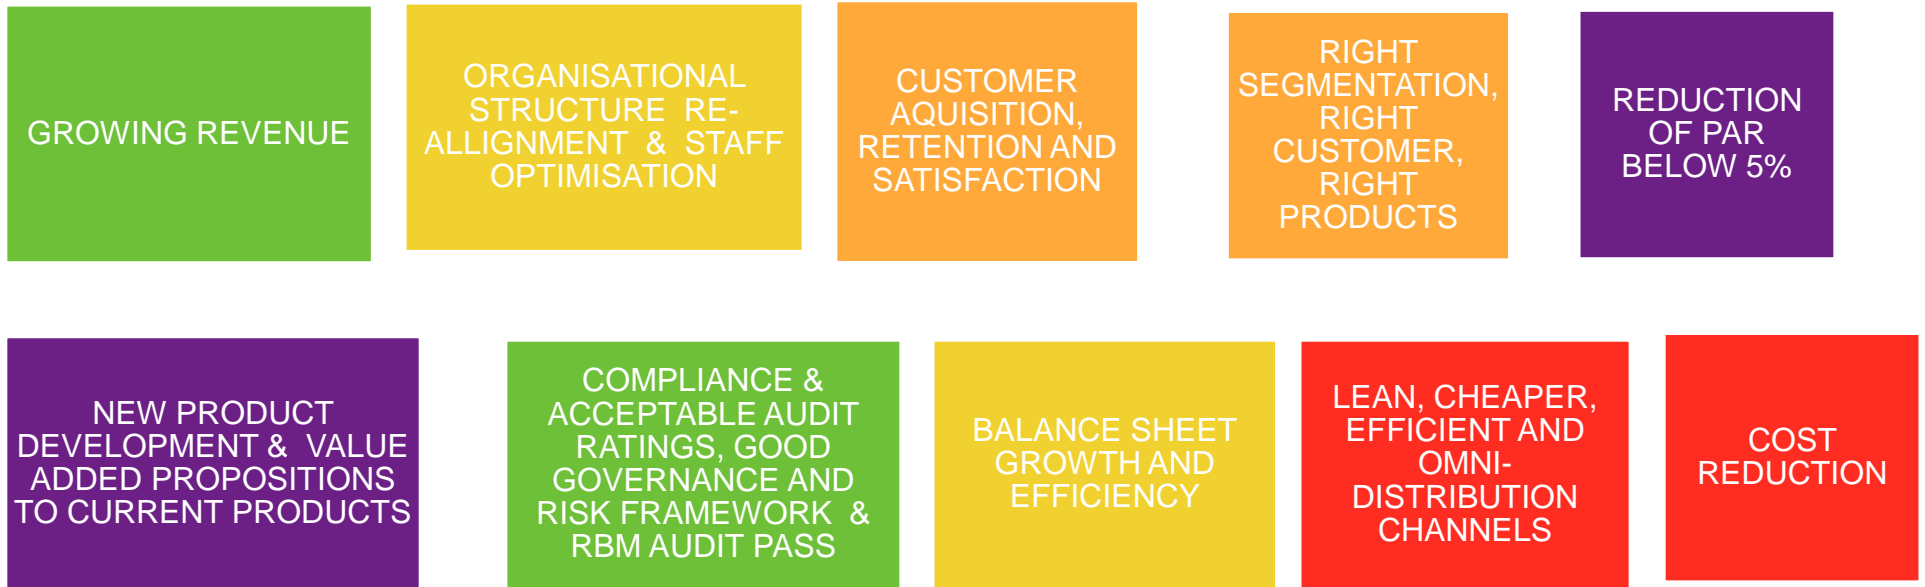 GROWING REVENUE
ORGANISATIONAL
STRUCTURE RE-
ALLIGNMENT & STAFF
OPTIMISATION
CUSTOMER
AQUISITION,
RETENTION AND
SATISFACTION
RIGHT
SEGMENTATION,
RIGHT
CUSTOMER,
RIGHT
PRODUCTS
REDUCTION
OF PAR
BELOW 5%
NEW PRODUCT
DEVELOPMENT & VALUE
ADDED PROPOSITIONS
TO CURRENT PRODUCTS
COMPLIANCE &
ACCEPTABLE AUDIT
RATINGS, GOOD
GOVERNANCE AND
RISK FRAMEWORK &
RBM AUDIT PASS
BALANCE SHEET
GROWTH AND
EFFICIENCY
LEAN, CHEAPER,
EFFICIENT AND
OMNI-
DISTRIBUTION
CHANNELS
COST
REDUCTION